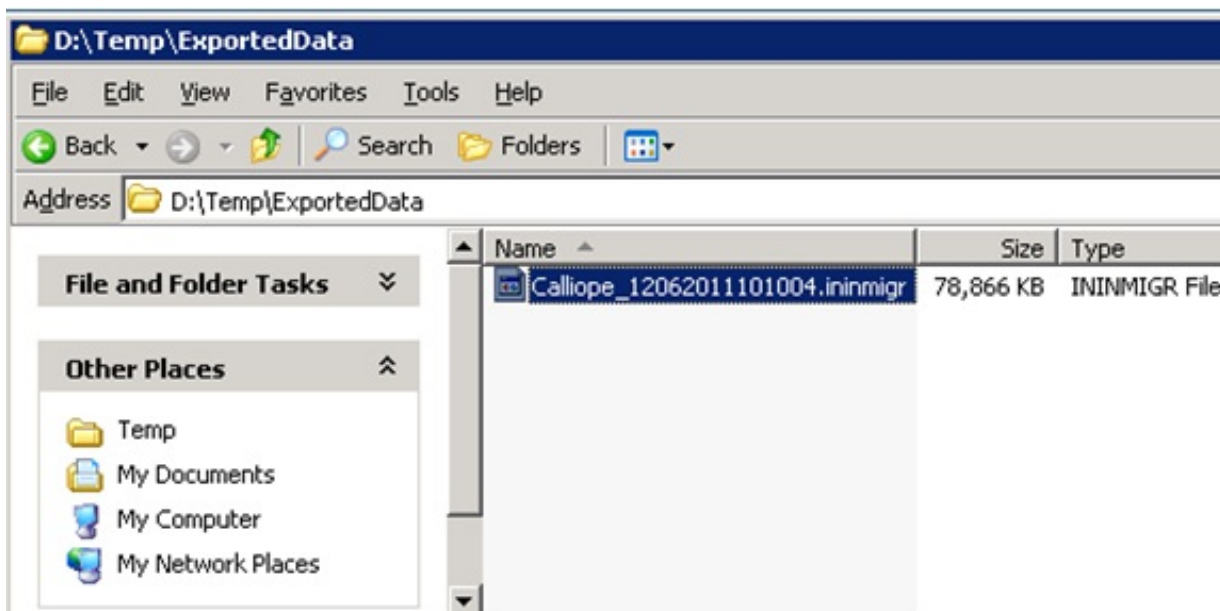 D:\Temp\ExportedData
File Edit View Favorites Tools Help
Back Search Folders
Address D:\Temp\ExportedData
Name Size Type
File and Folder Tasks
Calliope_12062011101004.ininmigr 78,866 KB ININMIGR File
Other Places
Temp
My Documents
My Computer
My Network Places